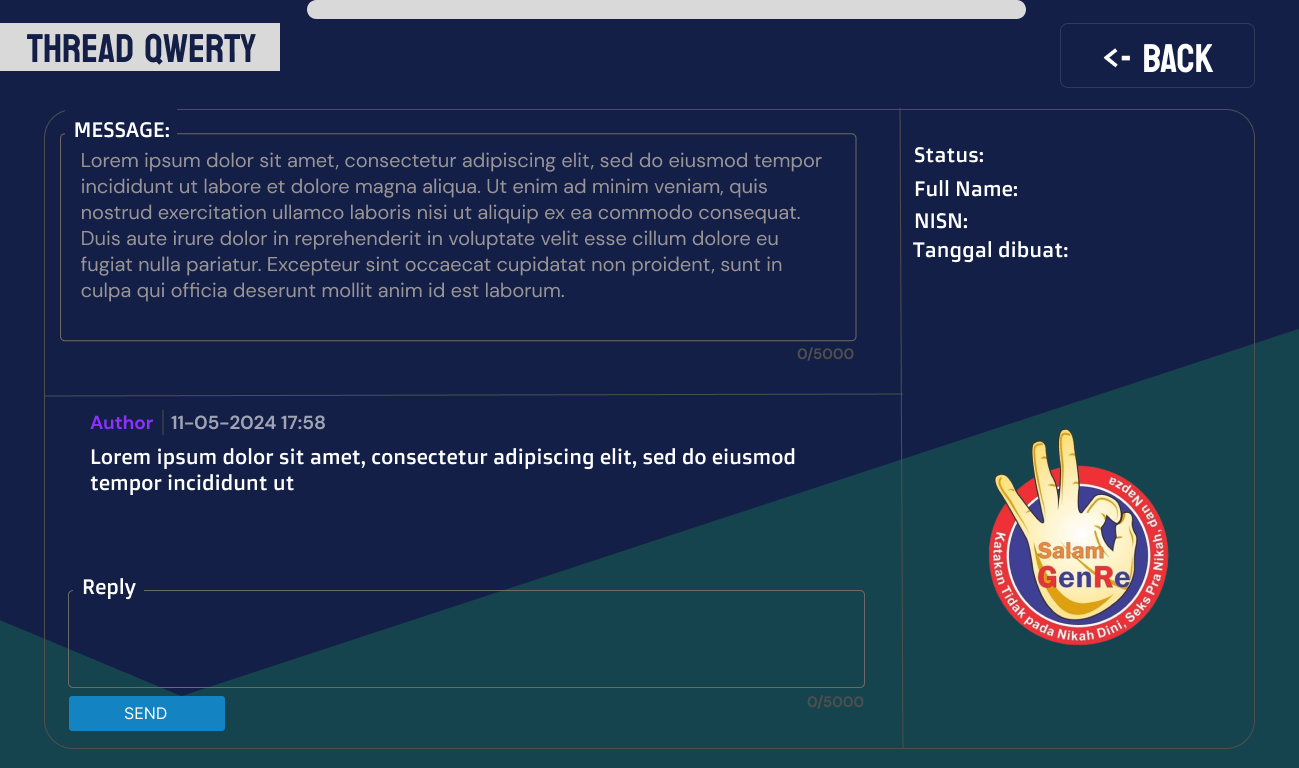 THREAD QWERTY
<- BACK
MESSAGE:
Lorem ipsum dolor sit amet, consectetur adipiscing elit, sed do eiusmod tempor
incididunt ut labore et dolore magna aliqua. Ut enim ad minim veniam, quis
nostrud exercitation ullamco laboris nisi ut aliquip ex ea commodo consequat.
Duis aute irure dolor in reprehenderit in voluptate velit esse cillum dolore eu
fugiat nulla pariatur. Excepteur sint occaecat cupidatat non proident, sunt in
culpa qui officia deserunt mollit anim id est laborum.
0/5000
Author
11-05-2024 17:58
Lorem ipsum dolor sit amet, consectetur adipiscing elit, sed do eiusmod
tempor incididunt ut
Reply
0/5000
SEND
Status:
Full Name:
NISN:
Tanggal dibuat:
Salam
GenRe
Katakan Tidak pada Nikah Dini, Seks Pra Nikah, dan Napza